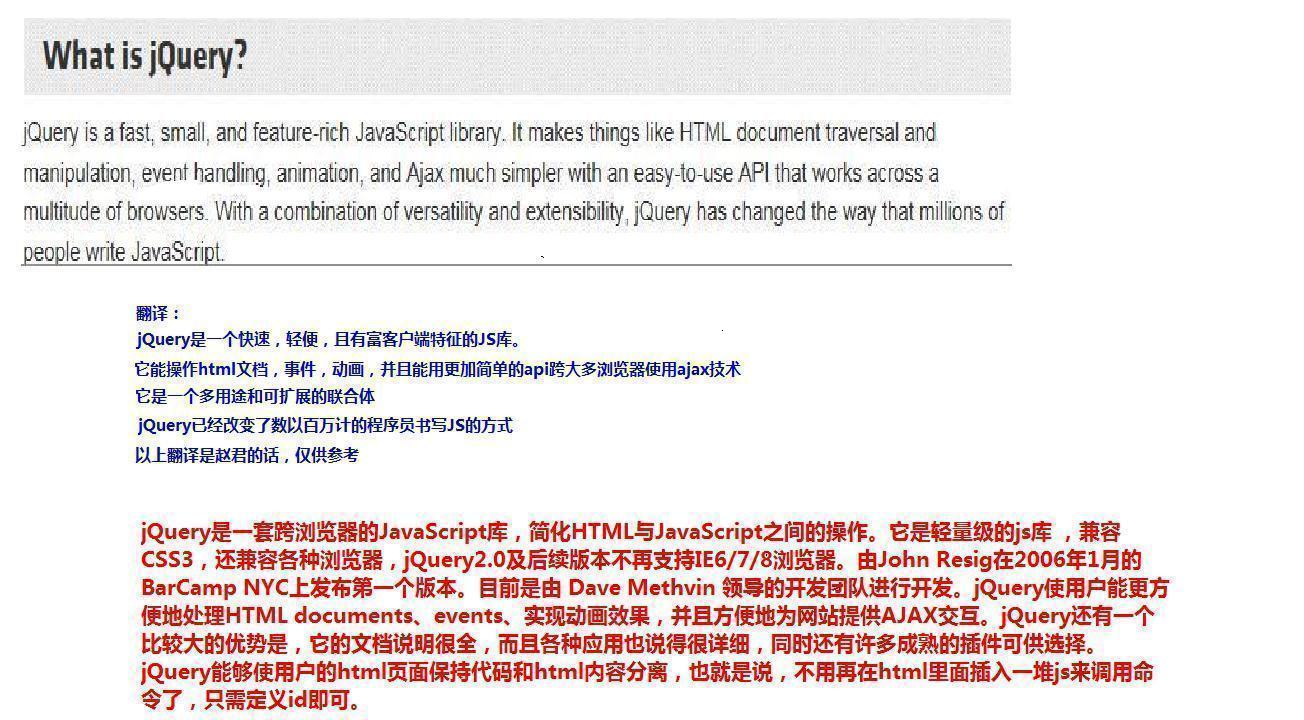 What is jQuery?
jQuery is a fast, small, and feature-rich JavaScript library. It makes things like HTML document traversal and
manipulation, event handling, animation, and Ajax much simpler with an easy-to-use API that works across a
multitude of browsers. With a combination of versatility and extensibility, jQuery has changed the way that millions of
people write JavaScript.
翻译：
jQuery是一个快速，轻便，且有富客户端特征的JS库。
它能操作html文档，事件，动画，并且能用更加简单的api跨大多浏览器使用ajax技术
它是一个多用途和可扩展的联合体
jQuery已经改变了数以百万计的程序员书写JS的方式
以上翻译是赵君的话，仅供参考
jQuery是一套跨浏览器的JavaScript库，简化HTML与JavaScript之间的操作。它是轻量级的js库 ，兼容
CSS3，还兼容各种浏览器，jQuery2.0及后续版本不再支持IE6/7/8浏览器。由John Resig在2006年1月的
BarCamp NYC上发布第一个版本。目前是由 Dave Methvin 领导的开发团队进行开发。jQuery使用户能更方
便地处理HTML documents、events、实现动画效果，并且方便地为网站提供AJAX交互。jQuery还有一个
比较大的优势是，它的文档说明很全，而且各种应用也说得很详细，同时还有许多成熟的插件可供选择。
jQuery能够使用户的html页面保持代码和html内容分离，也就是说，不用再在html里面插入一堆js来调用命
令了，只需定义id即可。